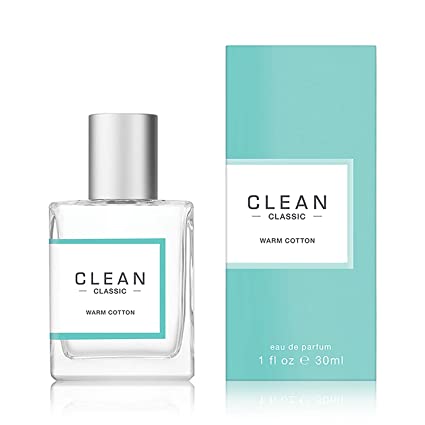 CLEAN
— CLASSIC —
WARM COTTON
CLEAN
— CLASSIC —
WARM COTTON
eau de parfum
1 fl oz ℮ 30ml